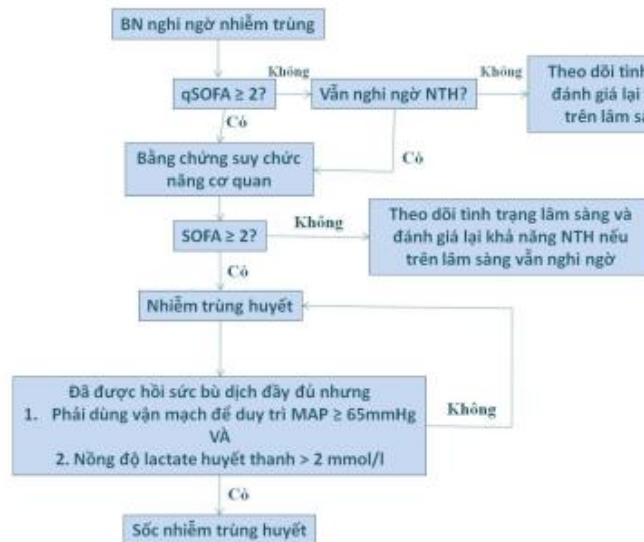 BN nghi ngờ nhiễm trùng
Không
Không
qSOFA ≥ 2?
Vẫn nghi ngờ NTH?
Theo dõi tình
đánh giá lại
trên lâm
Có
Có
Bằng chứng suy chức
năng cơ quan
SOFA ≥ 2?
Không
Theo dõi tình trạng lâm sàng và
đánh giá lại khả năng NTH nếu
trên lâm sàng vẫn nghi ngờ
Có
Nhiễm trùng huyết
Đã được hồi sức bù dịch đầy đủ nhưng
1. Phải dùng vận mạch để duy trì MAP ≥ 65mmHg
VÀ
2. Nồng độ lactate huyết thanh > 2 mmol/l
Không
Có
Sốc nhiễm trùng huyết